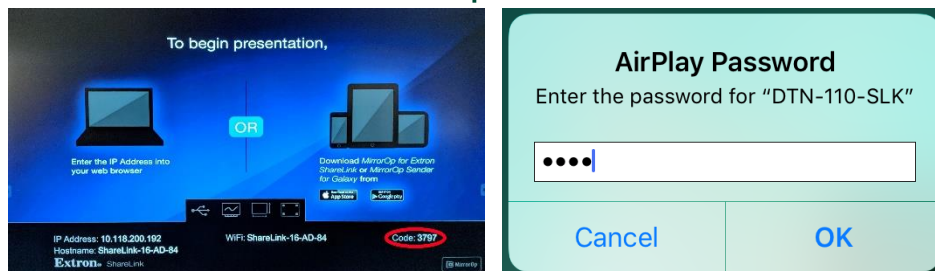 To begin presentation,
OR
Enter the IP Address into
your web browser
Download MirrorOp for Extron
ShareLink or MirrorOp Sender
for Galaxy from
App Store
Google play
IP Address: 10.118.200.192
WiFi: ShareLink-16-AD-84
Code: 3797
Hostname: ShareLink-16-AD-84
Extron ShareLink
MirrorOp
AirPlay Password
Enter the password for “DTN-110-SLK”
Cancel
OK